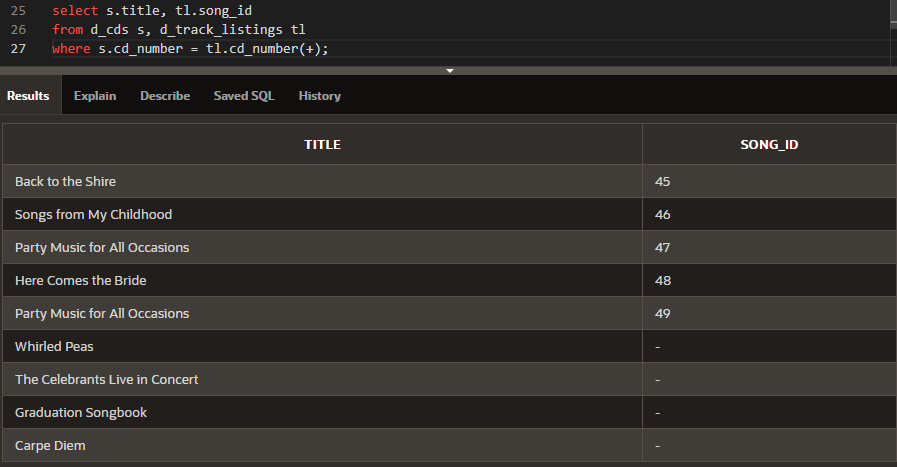 25 select s.title, tl.song_id
26 from d_cds s, d_track_listings tl
27 where s.cd_number = tl.cd_number(+);
Results Explain Describe Saved SQL History
TITLE SONG_ID
Back to the Shire 45
Songs from My Childhood 46
Party Music for All Occasions 47
Here Comes the Bride 48
Party Music for All Occasions 49
Whirled Peas -
The Celebrants Live in Concert -
Graduation Songbook -
Carpe Diem -